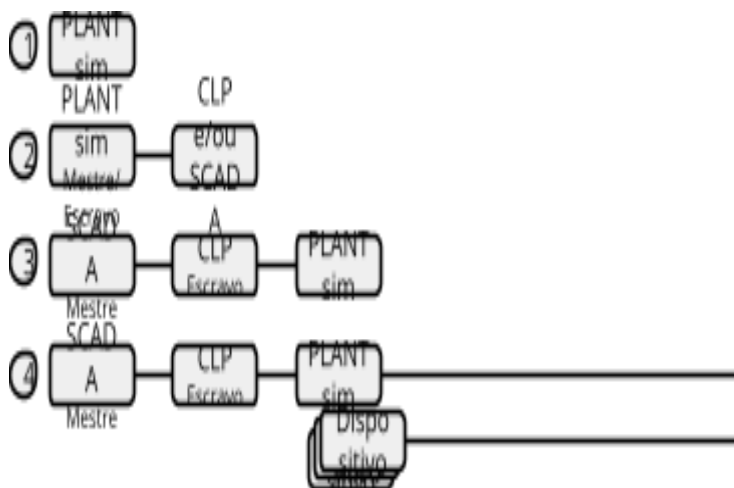 1
PLANT
sim
2
PLANT
sim
Mestre/
Escravo
CLP
e/ou
SCAD
A
3
SCAD
A
Mestre
CLP
Escravo
PLANT
sim
4
SCAD
A
Mestre
CLP
Escravo
PLANT
sim
Dispo
sitivo